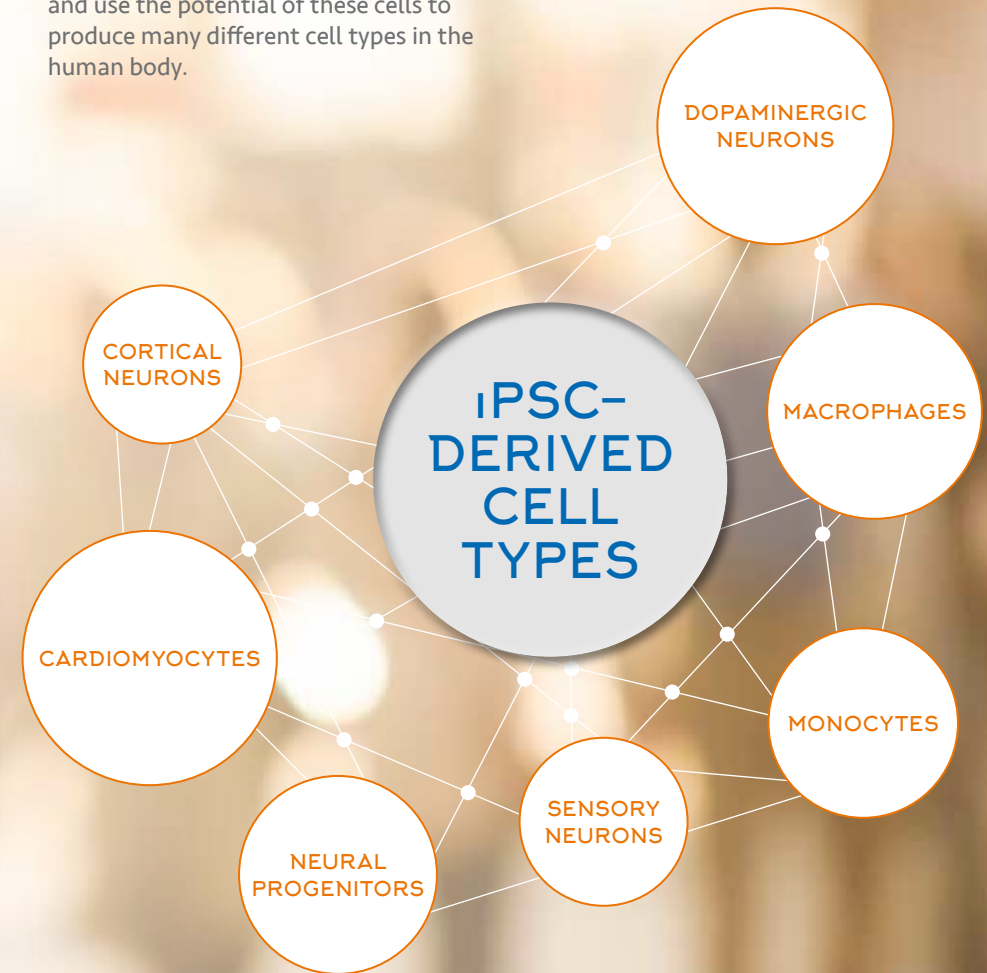 and use the potential of these cells to
produce many different cell types in the
human body.
DOPAMINERGIC
NEURONS
CORTICAL
NEURONS
iPSC-
DERIVED
CELL
TYPES
MACROPHAGES
CARDIOMYOCYTES
MONOCYTES
SENSORY
NEURONS
NEURAL
PROGENITORS